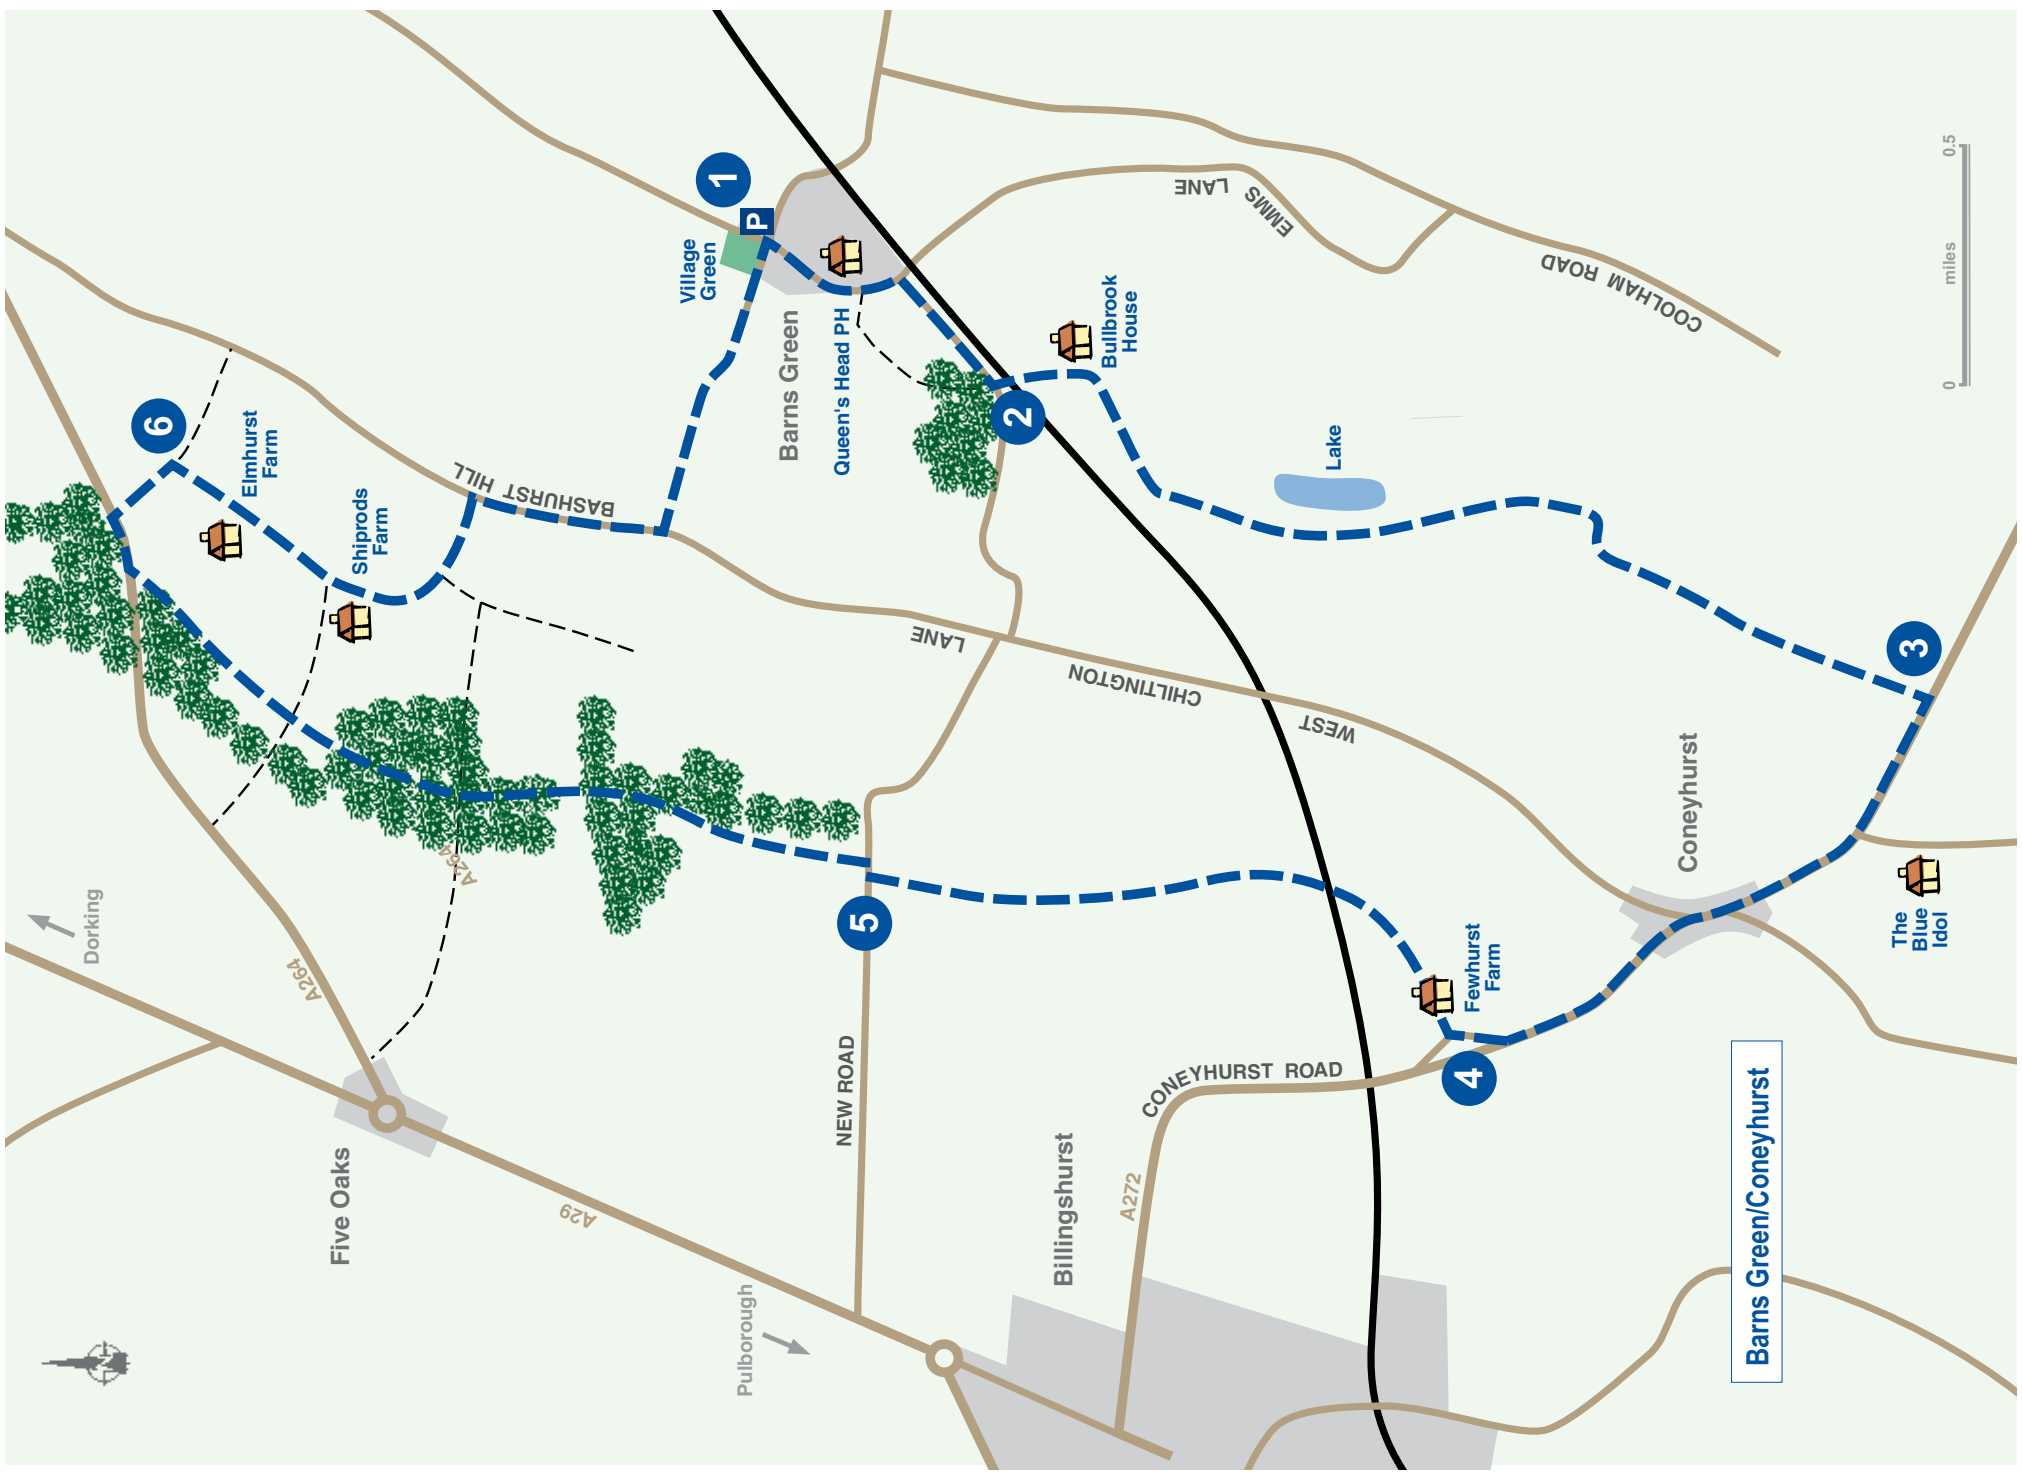 Dorking
A264
A264
Five Oaks
A29
Pulborough
Billingshurst
A272
NEW ROAD
CONEYHURST ROAD
6
Elmhurst
Farm
Shiprods
Farm
BASHURST HILL
1
P
Village
Green
Barns Green
Queen's Head PH
2
Bullbrook
House
EMMS LANE
COOLHAM ROAD
Lake
WEST CHILTINGTON LANE
3
Coneyhurst
The
Blue
Idol
Fewhurst
Farm
4
5
0
miles
0.5
Barns Green/Coneyhurst